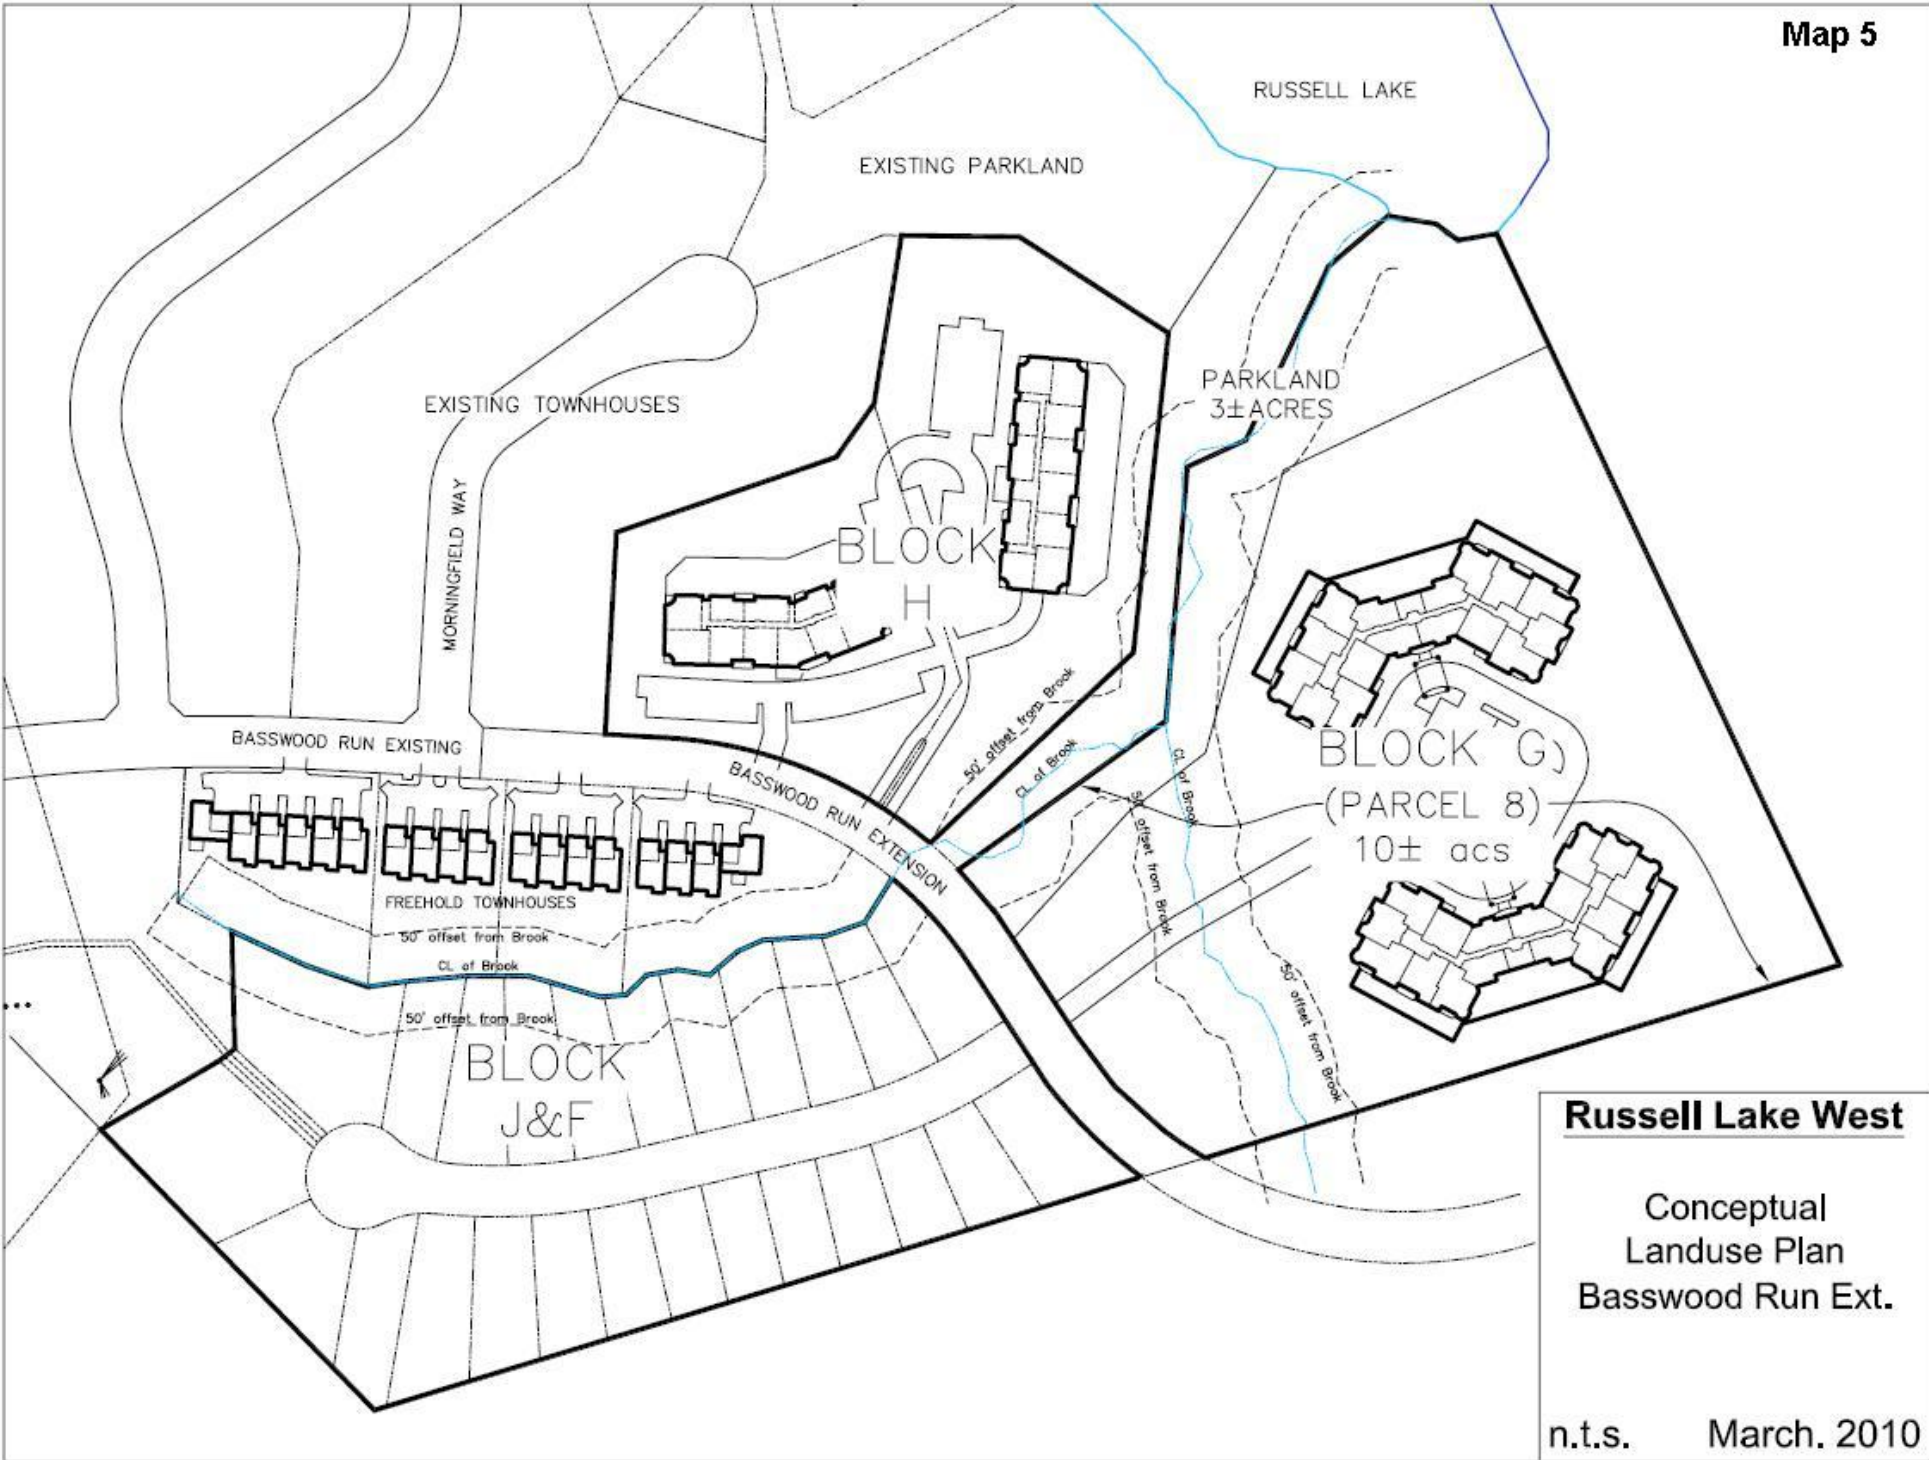 Map 5
RUSSELL LAKE
EXISTING PARKLAND
PARKLAND
3±ACRES
EXISTING TOWNHOUSES
MORNINGFIELD WAY
BLOCK
H
50' offset from Brook
CL of Brook
BASSWOOD RUN EXISTING
BASSWOOD RUN EXTENSION
CL of Brook
50' offset from Brook
BLOCK G
(PARCEL 8)
10± acs
50' offset from Brook
FREEHOLD TOWNHOUSES
50' offset from Brook
CL of Brook
50' offset from Brook
BLOCK
J&F
Russell Lake West
Conceptual
Landuse Plan
Basswood Run Ext.
n.t.s. March. 2010